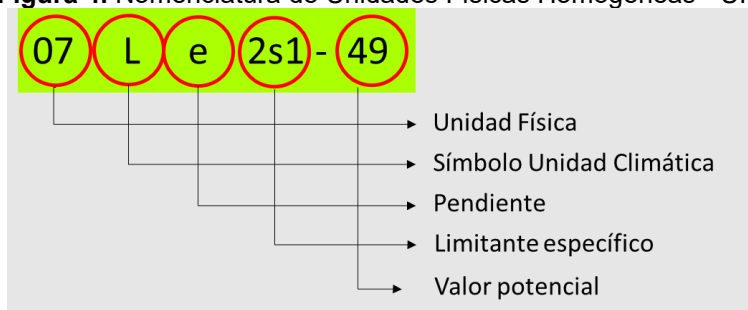 Figura 4. Nomenclatura de Unidades Físicas Homogéneas
07 L e 2s1 - 49
Unidad Física
Símbolo Unidad Climática
Pendiente
Limitante específico
Valor potencial